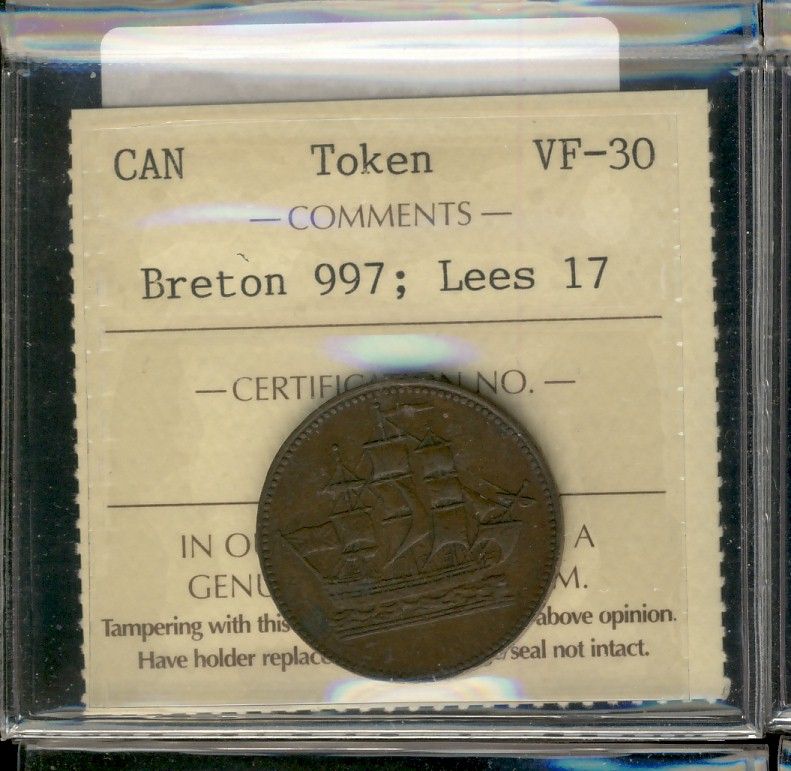 CAN Token VF-30
— COMMENTS —
Breton 997; Lees 17
— CERTIFICATION NO. —
IN A
GENU M.
Tampering with this above opinion.
Have holder replace /seal not intact.